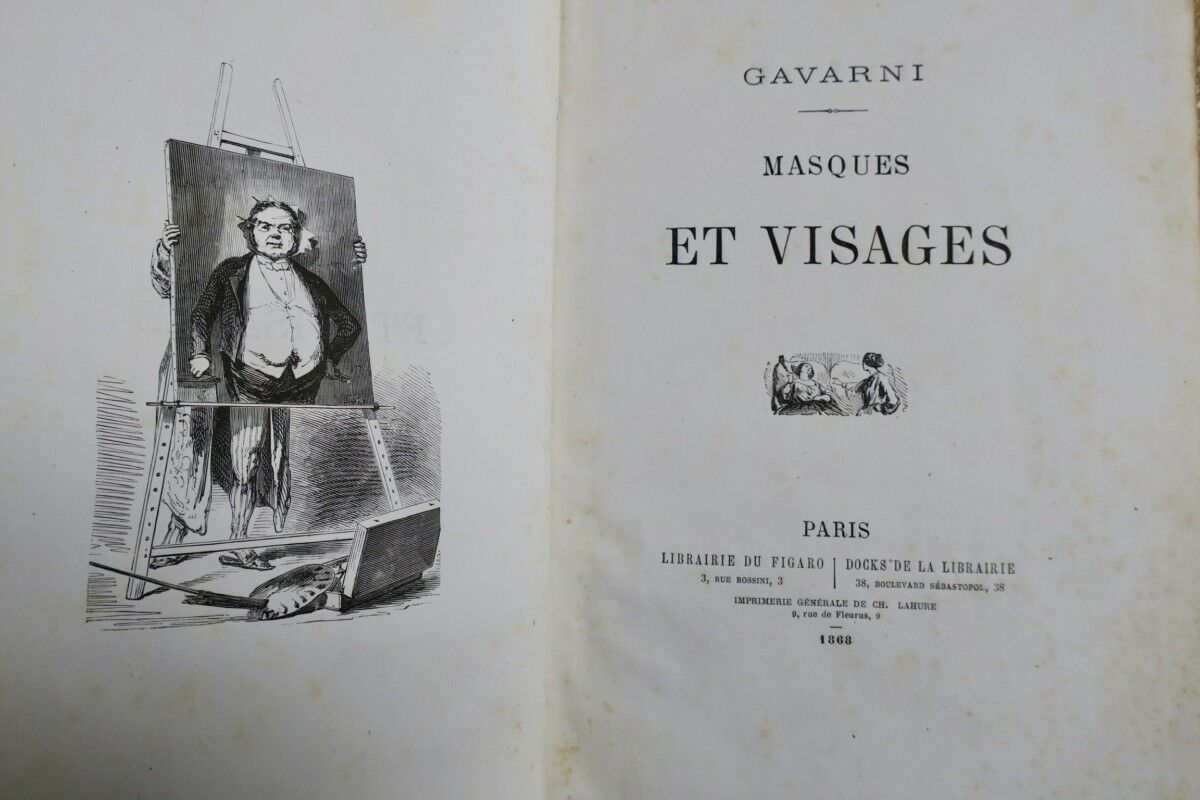 GAVARNI
MASQUES
ET VISAGES
PARIS
LIBRAIRIE DU FIGARO
3, RUE ROSSINI, 3
DOCKS DE LA LIBRAIRIE
38, BOULEVARD SÉBASTOPOL, 38
IMPRIMERIE GÉNÉRALE DE CH. LAHURE
9, rue de Fleurus, 9
1868